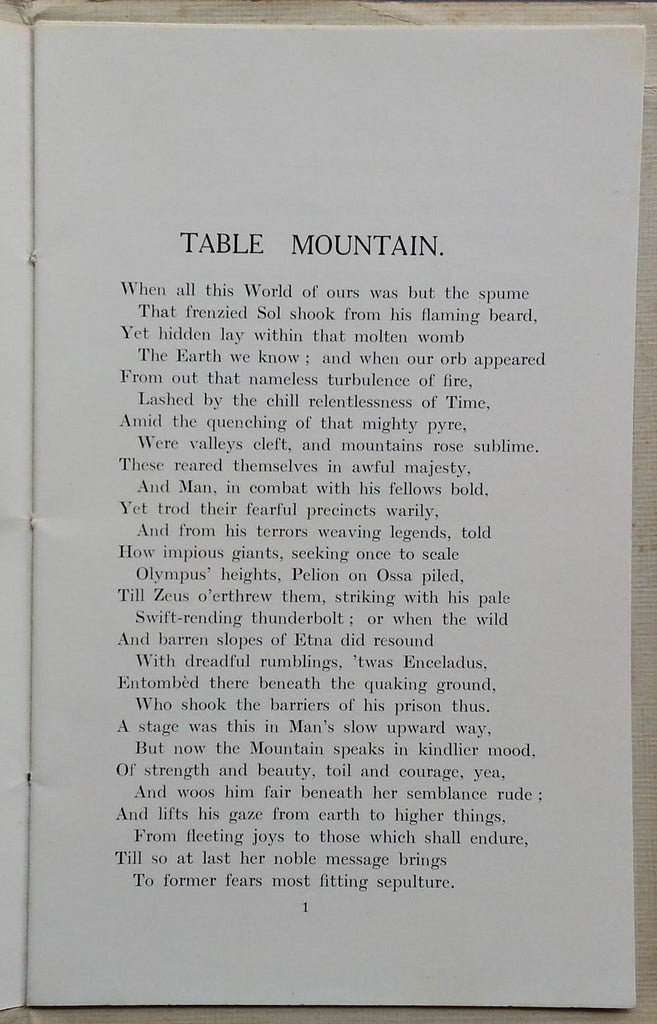 TABLE MOUNTAIN.
When all this World of ours was but the spume
That frenzied Sol shook from his flaming beard,
Yet hidden lay within that molten womb
The Earth we know ; and when our orb appeared
From out that nameless turbulence of fire,
Lashed by the chill relentlessness of Time,
Amid the quenching of that mighty pyre,
Were valleys cleft, and mountains rose sublime.
These reared themselves in awful majesty,
And Man, in combat with his fellows bold,
Yet trod their fearful precincts warily,
And from his terrors weaving legends, told
How impious giants, seeking once to scale
Olympus' heights, Pelion on Ossa piled,
Till Zeus o'erthrew them, striking with his pale
Swift-rending thunderbolt ; or when the wild
And barren slopes of Etna did resound
With dreadful rumblings, 'twas Enceladus,
Entombèd there beneath the quaking ground,
Who shook the barriers of his prison thus.
A stage was this in Man's slow upward way,
But now the Mountain speaks in kindlier mood,
Of strength and beauty, toil and courage, yea,
And woos him fair beneath her semblance rude ;
And lifts his gaze from earth to higher things,
From fleeting joys to those which shall endure,
Till so at last her noble message brings
To former fears most fitting sepulture.
1